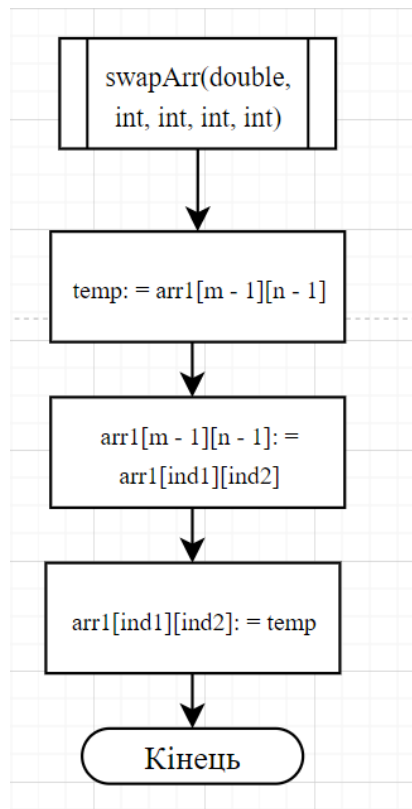 swapArr(double,
int, int, int, int)
temp: = arr1[m - 1][n - 1]
arr1[m - 1][n - 1]: =
arr1[ind1][ind2]
arr1[ind1][ind2]: = temp
Кінець